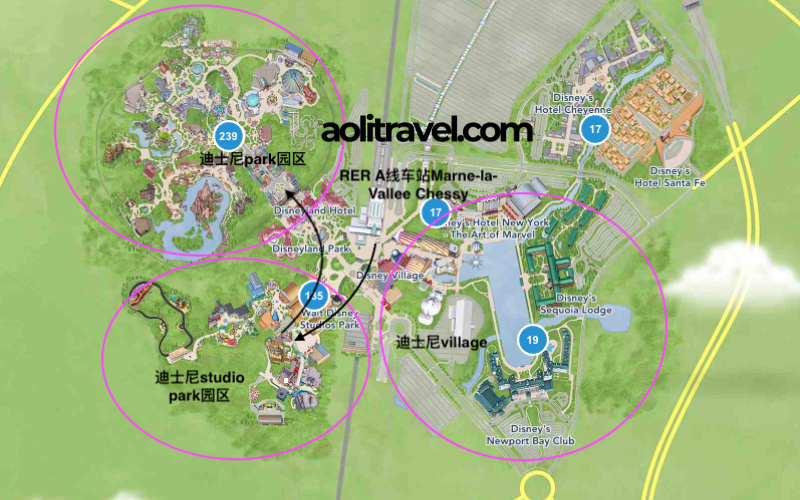 Disney's
Hotel Cheyenne
17
aolitravel.com
239
迪士尼park园区
RER A线车站Marne-la-
Vallee Chessy
Disney's
Hotel Santa Fe
Disneyland Hotel
17
ney's Hotel New York
The Art of Marvel
Disneyland Park
Disney Village
185
Walt Disney
Studios Park
Disney's
Sequoia Lodge
迪士尼village
19
迪士尼studio
park园区
Disney's
Newport Bay Club